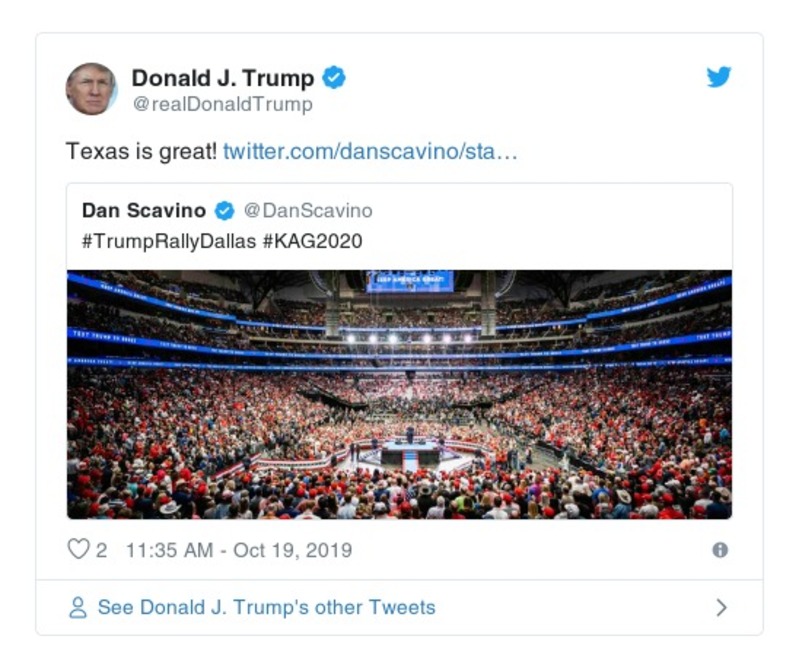 Donald J. Trump
@realDonaldTrump
Texas is great! twitter.com/danscavino/sta…
Dan Scavino @DanScavino
#TrumpRallyDallas #KAG2020
KEEP AMERICA GREAT!
2 11:35 AM - Oct 19, 2019
See Donald J. Trump's other Tweets